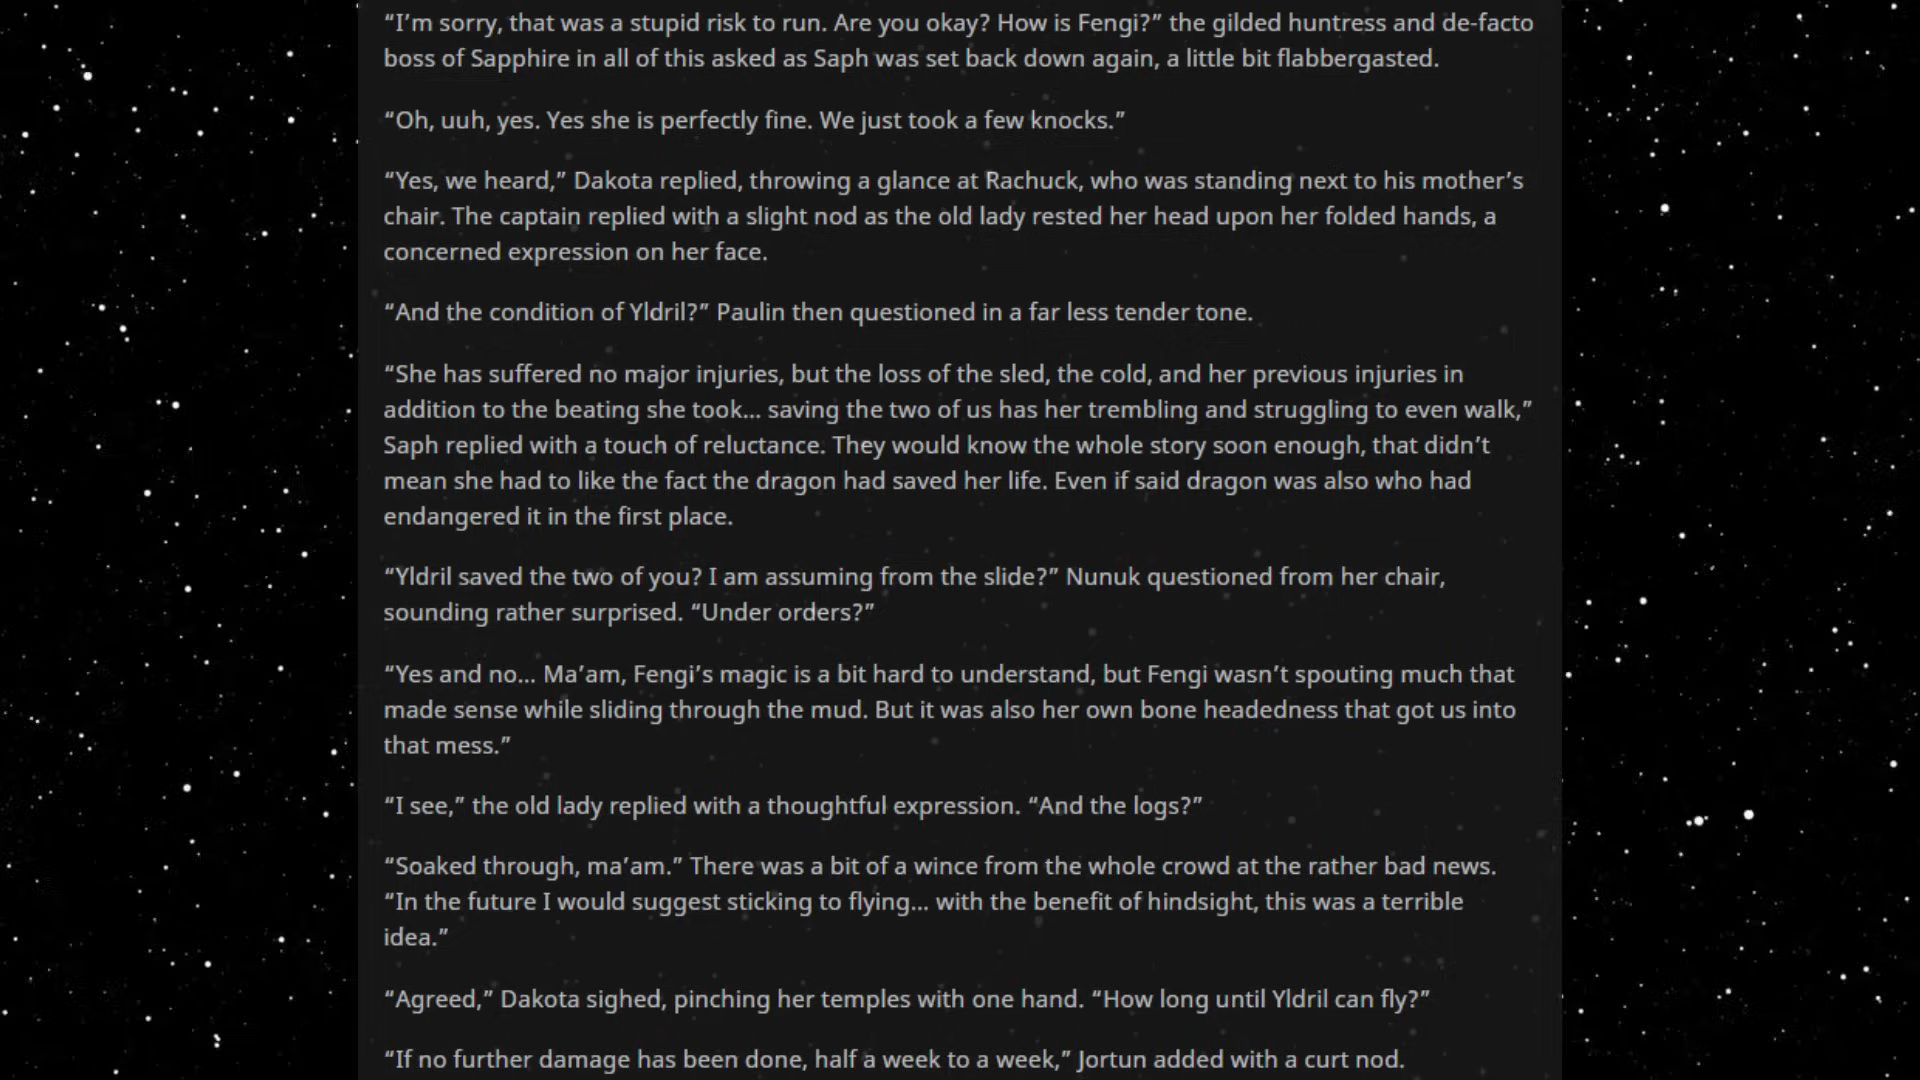 “I’m sorry, that was a stupid risk to run. Are you okay? How is Fengi?” the gilded huntress and de-facto
boss of Sapphire in all of this asked as Saph was set back down again, a little bit flabbergasted.
“Oh, uuh, yes. Yes she is perfectly fine. We just took a few knocks.”
“Yes, we heard,” Dakota replied, throwing a glance at Rachuck, who was standing next to his mother’s
chair. The captain replied with a slight nod as the old lady rested her head upon her folded hands, a
concerned expression on her face.
“And the condition of Yldril?” Paulin then questioned in a far less tender tone.
“She has suffered no major injuries, but the loss of the sled, the cold, and her previous injuries in
addition to the beating she took... saving the two of us has her trembling and struggling to even walk,”
Saph replied with a touch of reluctance. They would know the whole story soon enough, that didn’t
mean she had to like the fact the dragon had saved her life. Even if said dragon was also who had
endangered it in the first place.
“Yldril saved the two of you? I am assuming from the slide?” Nunuk questioned from her chair,
sounding rather surprised. “Under orders?”
“Yes and no... Ma’am, Fengi’s magic is a bit hard to understand, but Fengi wasn’t spouting much that
made sense while sliding through the mud. But it was also her own bone headedness that got us into
that mess.”
“I see,” the old lady replied with a thoughtful expression. “And the logs?”
“Soaked through, ma’am.” There was a bit of a wince from the whole crowd at the rather bad news.
“In the future I would suggest sticking to flying... with the benefit of hindsight, this was a terrible
idea.”
“Agreed,” Dakota sighed, pinching her temples with one hand. “How long until Yldril can fly?”
“If no further damage has been done, half a week to a week,” Jortun added with a curt nod.